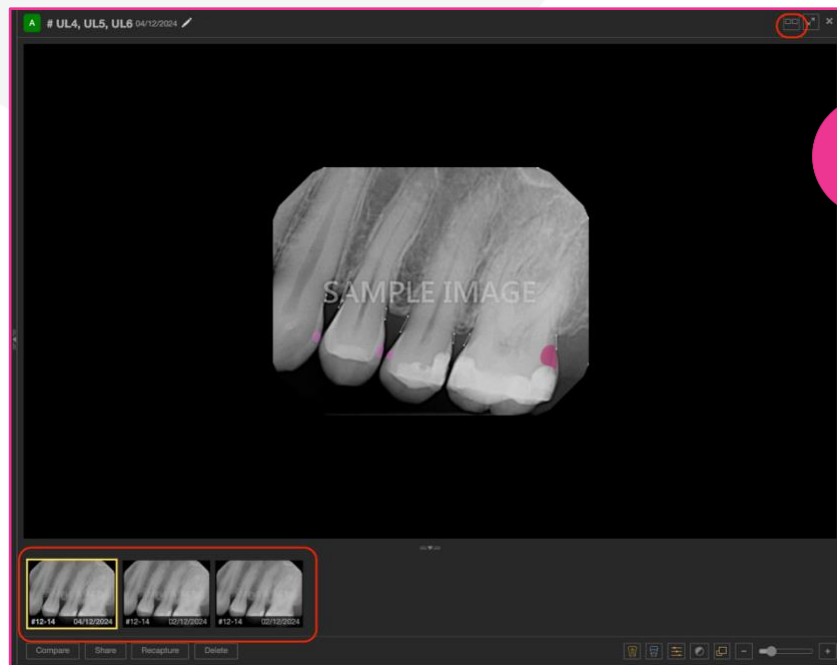 A # UL4, UL5, UL6 04/12/2024
SAMPLE IMAGE
#12-14 04/12/2024
#12-14 02/12/2024
#12-14 02/12/2024
Compare Share Recapture Delete